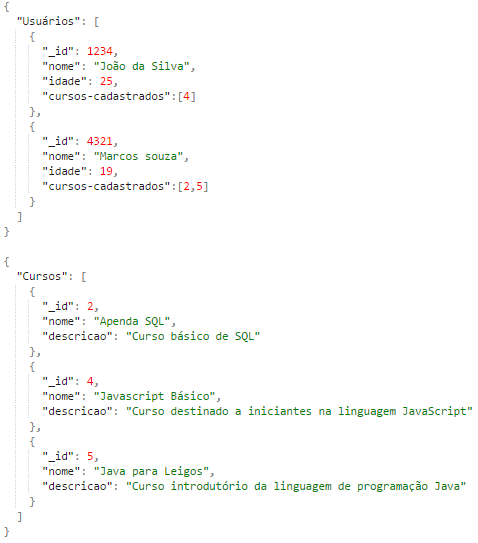 {
"Usuários": [
{
"_id": 1234,
"nome": "João da Silva",
"idade": 25,
"cursos-cadastrados":[4]
},
{
"_id": 4321,
"nome": "Marcos souza",
"idade": 19,
"cursos-cadastrados":[2,5]
}
]
}
{
"Cursos": [
{
"_id": 2,
"nome": "Apenda SQL",
"descricao": "Curso básico de SQL"
},
{
"_id": 4,
"nome": "Javascript Básico",
"descricao": "Curso destinado a iniciantes na linguagem JavaScript"
},
{
"_id": 5,
"nome": "Java para Leigos",
"descricao": "Curso introdutório da linguagem de programação Java"
}
]
}